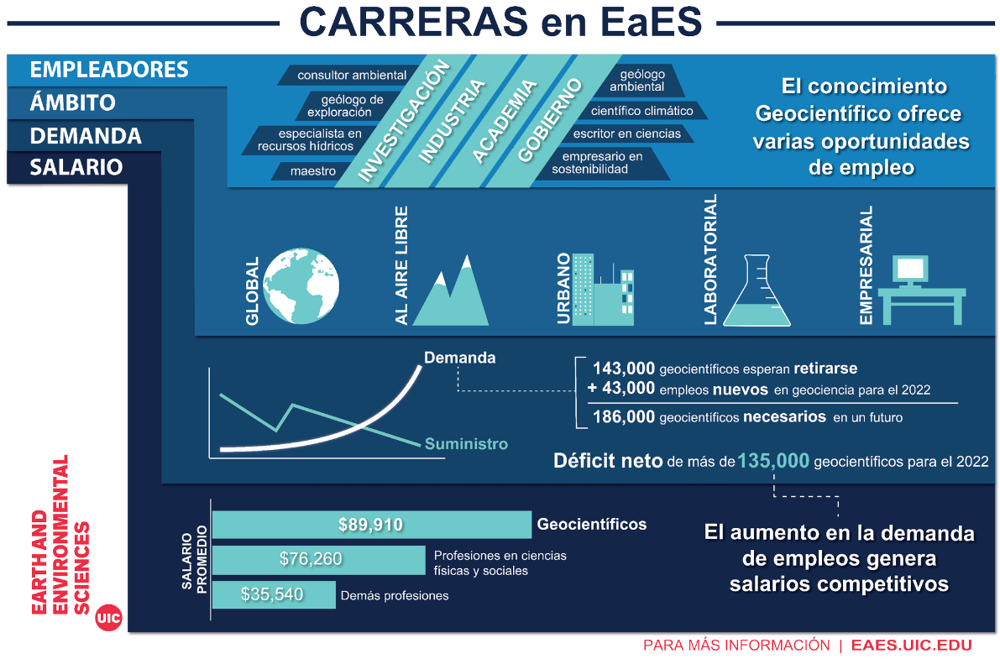 CARRERAS en EaES
EMPLEADORES
ÁMBITO
DEMANDA
SALARIO
consultor ambiental
geólogo de
exploración
especialista en
recursos hídricos
maestro
INVESTIGACIÓN
INDUSTRIA
ACADEMIA
GOBIERNO
geólogo
ambiental
científico climático
escritor en ciencias
empresario en
sostenibilidad
El conocimiento
Geocientífico ofrece
varias oportunidades
de empleo
GLOBAL
AL AIRE LIBRE
URBANO
LABORATORIAL
EMPRESARIAL
Demanda
Suministro
143,000 geocientíficos esperan retirarse
+ 43,000 empleos nuevos en geociencia para el 2022
186,000 geocientíficos necesarios en un futuro
Déficit neto de más de 135,000 geocientíficos para el 2022
SALARIO
PROMEDIO
$89,910 Geocientíficos
$76,260 Profesiones en ciencias
físicas y sociales
$35,540 Demás profesiones
El aumento en la demanda
de empleos genera
salarios competitivos
EARTH AND
ENVIRONMENTAL
SCIENCES
UIC
PARA MÁS INFORMACIÓN | EAES.UIC.EDU